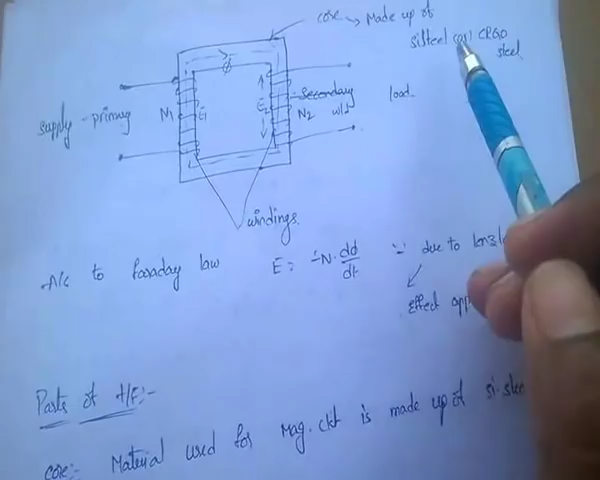 core → Made up of
si steel (or) CRGO
steel
ϕ
supply - primary
N1
E1
E2
Secondary
wd
N2
load
windings
A/c to Faraday law E = -N·dϕ/dt ∵ due to lenz
Effect opp
Parts of T/F:-
core:- Material used for Mag. ckt is made up of si-stee